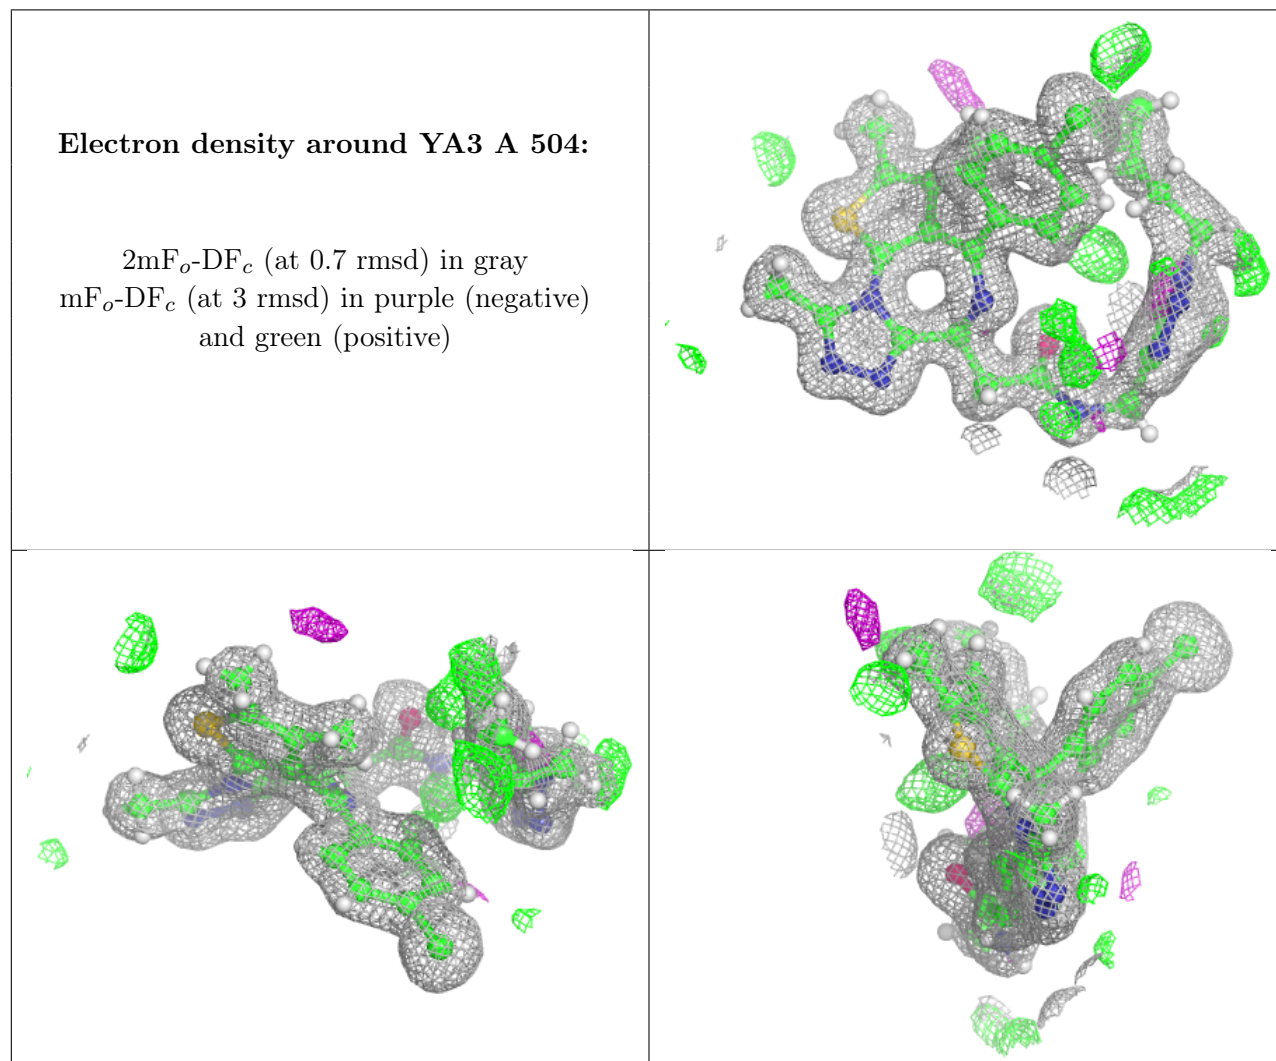 Electron density around YA3 A 504:
2mFo-DFc (at 0.7 rmsd) in gray
mFo-DFc (at 3 rmsd) in purple (negative)
and green (positive)